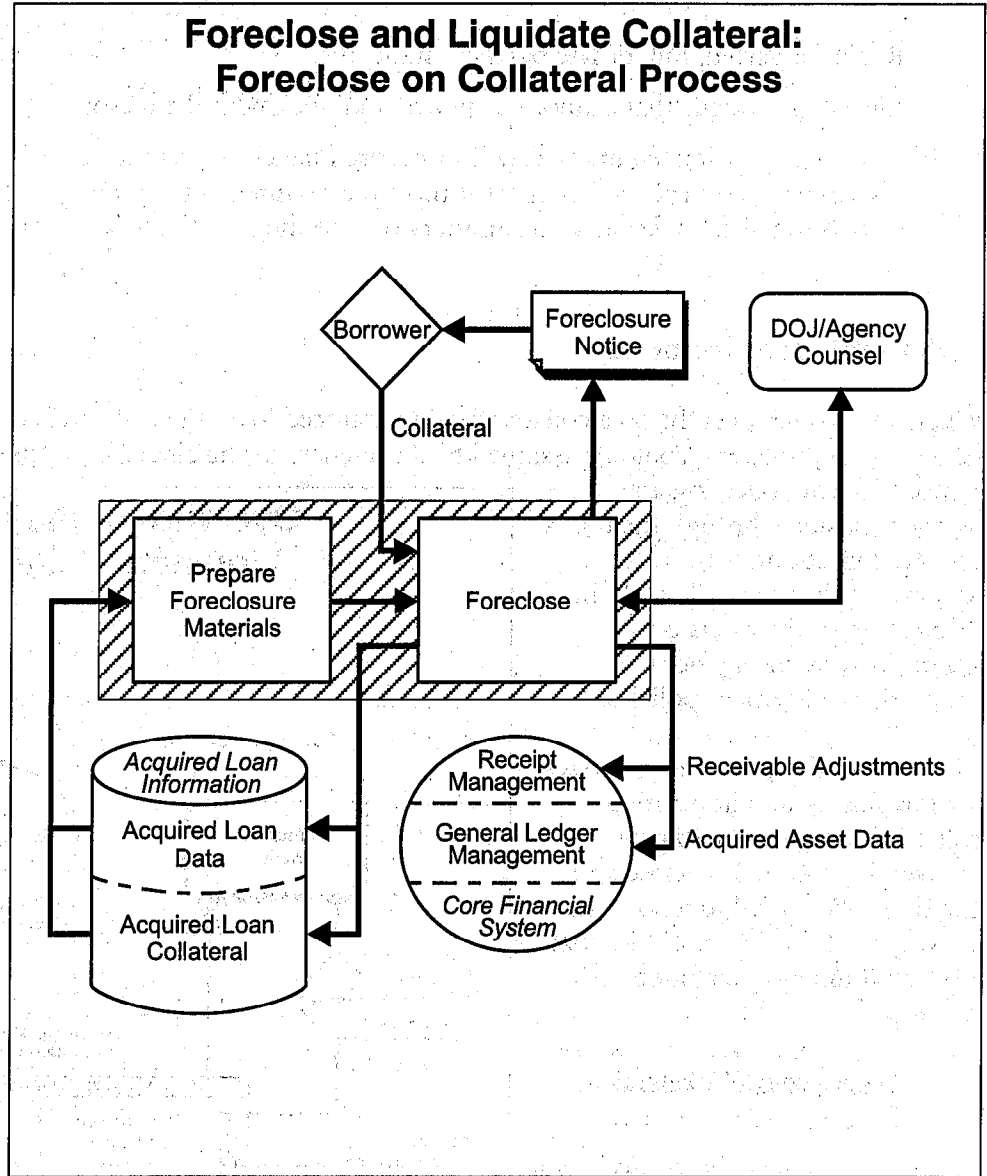 Foreclose and Liquidate Collateral:
Foreclose on Collateral Process
Borrower
Foreclosure
Notice
DOJ/Agency
Counsel
Collateral
Prepare
Foreclosure
Materials
Foreclose
Acquired Loan
Information
Acquired Loan
Data
Acquired Loan
Collateral
Receipt
Management
General Ledger
Management
Core Financial
System
Receivable Adjustments
Acquired Asset Data